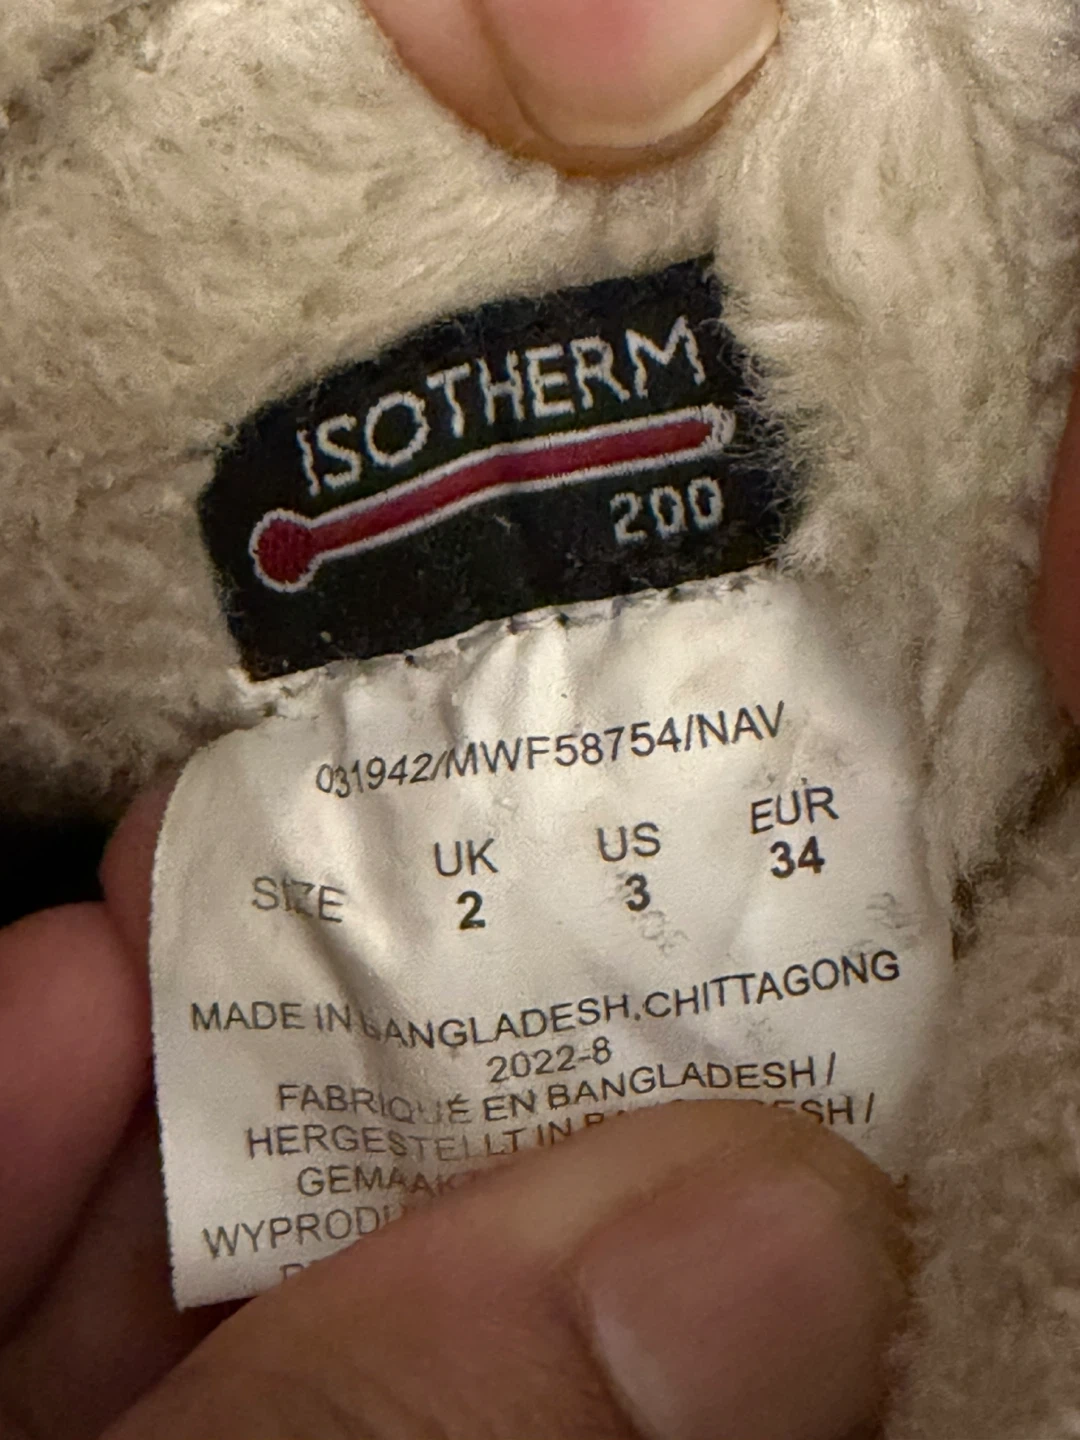 ISOTHERM
200
031942/MWF58754/NAV
UK US EUR
SIZE 2 3 34
MADE IN BANGLADESH.CHITTAGONG
2022-8
FABRIQUÉ EN BANGLADESH /
HERGESTELLT IN /